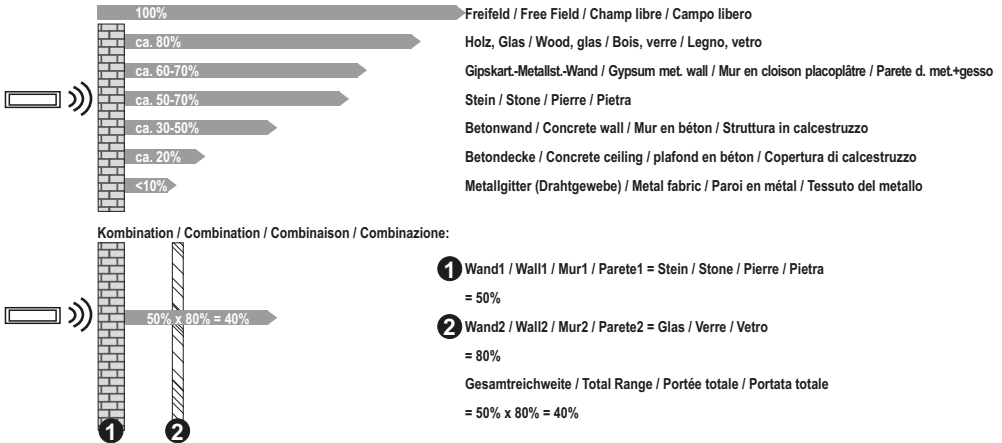 100% Freifeld / Free Field / Champ libre / Campo libero
ca. 80% Holz, Glas / Wood, glas / Bois, verre / Legno, vetro
ca. 60-70% Gipskart.-Metallst.-Wand / Gypsum met. wall / Mur en cloison placoplâtre / Parete d. met.+gesso
ca. 50-70% Stein / Stone / Pierre / Pietra
ca. 30-50% Betonwand / Concrete wall / Mur en béton / Struttura in calcestruzzo
ca. 20% Betondecke / Concrete ceiling / plafond en béton / Copertura di calcestruzzo
<10% Metallgitter (Drahtgewebe) / Metal fabric / Paroi en métal / Tessuto del metallo
Kombination / Combination / Combinaison / Combinazione:
1 Wand1 / Wall1 / Mur1 / Parete1 = Stein / Stone / Pierre / Pietra
= 50%
50% x 80% = 40%
2 Wand2 / Wall2 / Mur2 / Parete2 = Glas / Verre / Vetro
= 80%
Gesamtreichweite / Total Range / Portée totale / Portata totale
= 50% x 80% = 40%
1 2